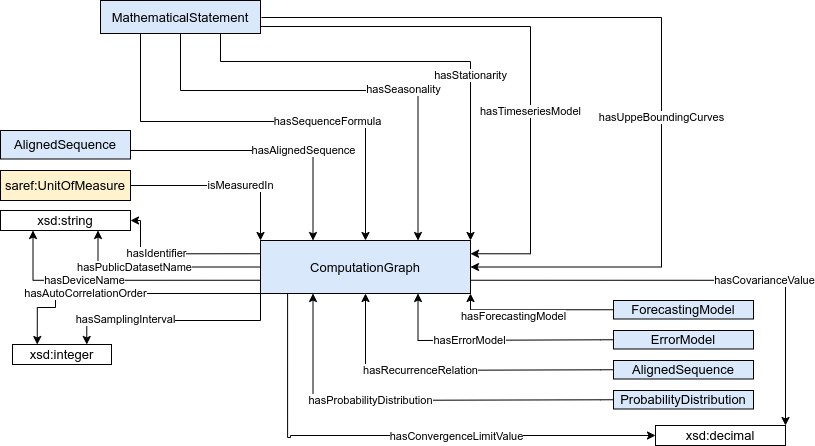 MathematicalStatement
hasStationarity
hasSeasonality
hasTimeseriesModel
hasUppeBoundingCurves
hasSequenceFormula
AlignedSequence
hasAlignedSequence
saref:UnitOfMeasure
isMeasuredIn
xsd:string
hasIdentifier
hasPublicDatasetName
ComputationGraph
hasDeviceName
hasCovarianceValue
hasAutoCorrelationOrder
hasSamplingInterval
hasForecastingModel
ForecastingModel
hasErrorModel
ErrorModel
xsd:integer
hasRecurrenceRelation
AlignedSequence
hasProbabilityDistribution
ProbabilityDistribution
hasConvergenceLimitValue
xsd:decimal